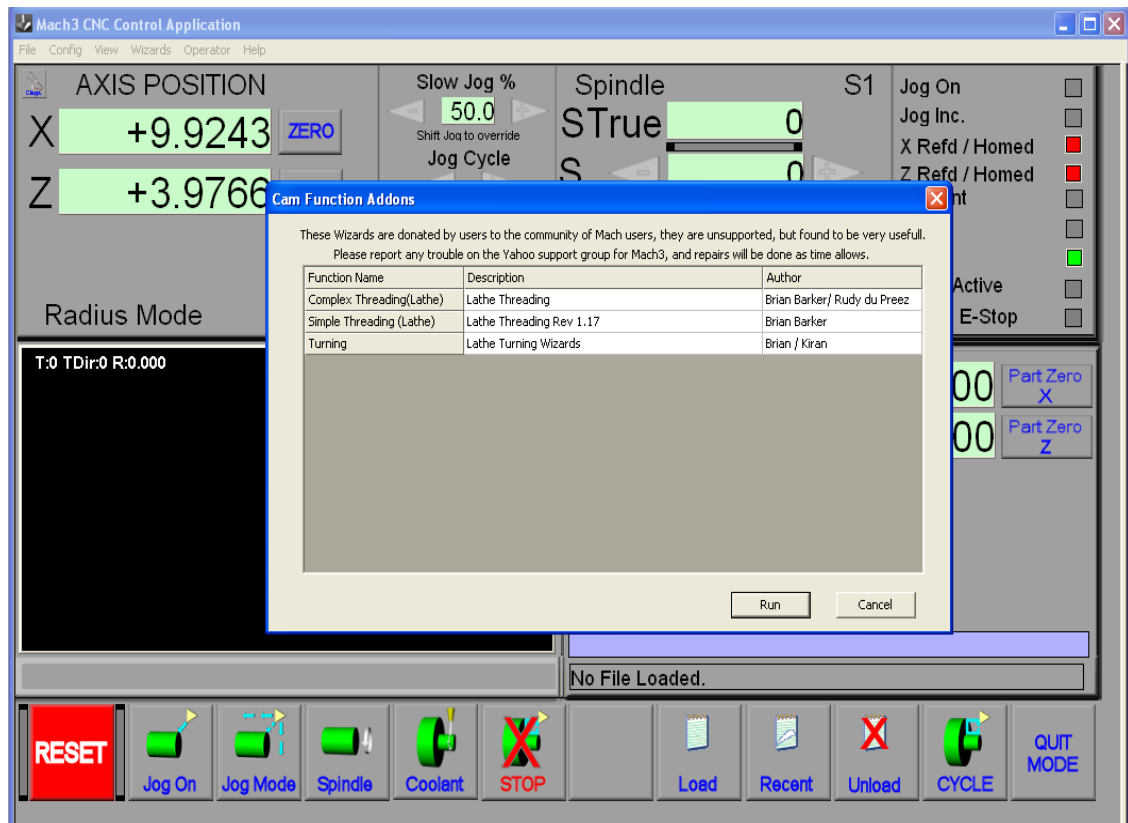 Mach3 CNC Control Application
File Config View Wizards Operator Help
AXIS POSITION
X +9.9243 ZERO
Z +3.9766
Radius Mode
Slow Jog %
50.0
Shift Jog to override
Jog Cycle
Spindle S1
STrue 0
S 0
Jog On
Jog Inc.
X Refd / Homed
Z Refd / Homed
Active
E-Stop
Cam Function Addons
These Wizards are donated by users to the community of Mach users, they are unsupported, but found to be very usefull.
Please report any trouble on the Yahoo support group for Mach3, and repairs will be done as time allows.
Function Name Description Author
Complex Threading(Lathe) Lathe Threading Brian Barker/ Rudy du Preez
Simple Threading (Lathe) Lathe Threading Rev 1.17 Brian Barker
Turning Lathe Turning Wizards Brian / Kiran
Run Cancel
T:0 TDir:0 R:0.000
00 Part Zero
X
00 Part Zero
Z
No File Loaded.
RESET
Jog On
Jog Mode
Spindle
Coolant
STOP
Load
Recent
Unload
CYCLE
QUIT
MODE